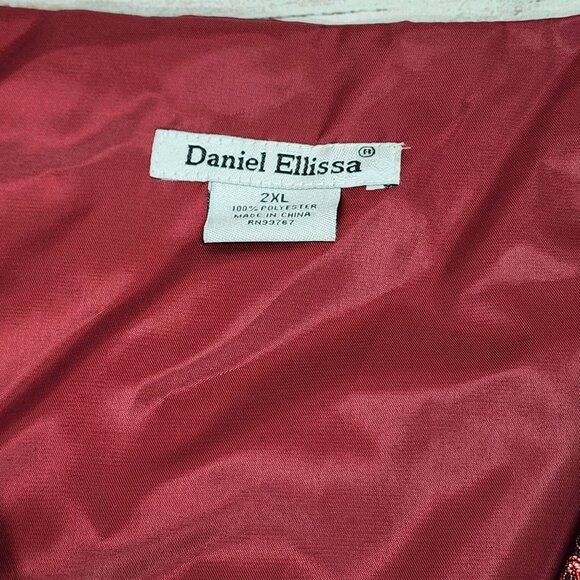 Daniel Ellissa®
2XL
100% POLYESTER
MADE IN CHINA
RN99767